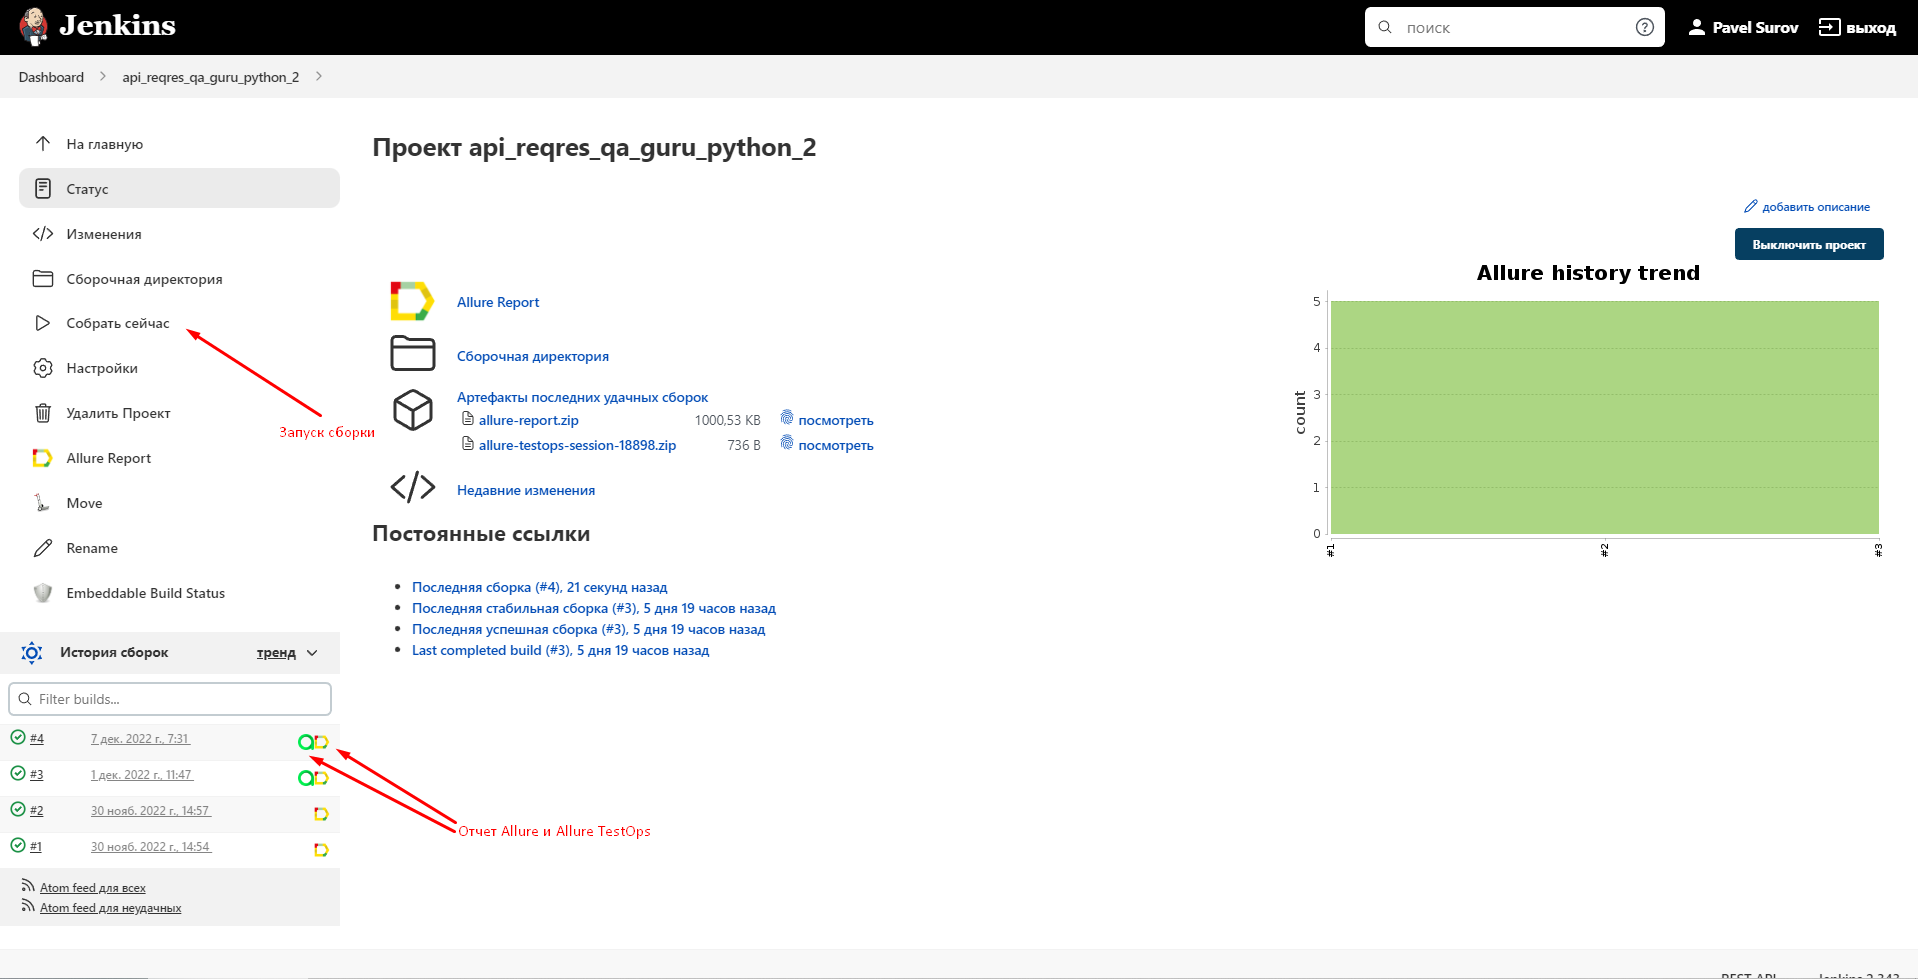 Jenkins
поиск
Pavel Surov
выход
Dashboard
api_reqres_qa_guru_python_2
На главную
Статус
Изменения
Сборочная директория
Собрать сейчас
Настройки
Удалить Проект
Allure Report
Move
Rename
Embeddable Build Status
Запуск сборки
История сборок
тренд
Filter builds...
#4 7 дек. 2022 г., 7:31
#3 1 дек. 2022 г., 11:47
#2 30 нояб. 2022 г., 14:57
#1 30 нояб. 2022 г., 14:54
Atom feed для всех
Atom feed для неудачных
Отчет Allure и Allure TestOps
Проект api_reqres_qa_guru_python_2
Allure Report
Сборочная директория
Артефакты последних удачных сборок
allure-report.zip 1000,53 KB посмотреть
allure-testops-session-18898.zip 736 B посмотреть
Недавние изменения
Постоянные ссылки
Последняя сборка (#4), 21 секунд назад
Последняя стабильная сборка (#3), 5 дня 19 часов назад
Последняя успешная сборка (#3), 5 дня 19 часов назад
Last completed build (#3), 5 дня 19 часов назад
добавить описание
Выключить проект
Allure history trend
5
4
3
2
1
0
count
#1
#2
#3
REST API
Jenkins 2.343